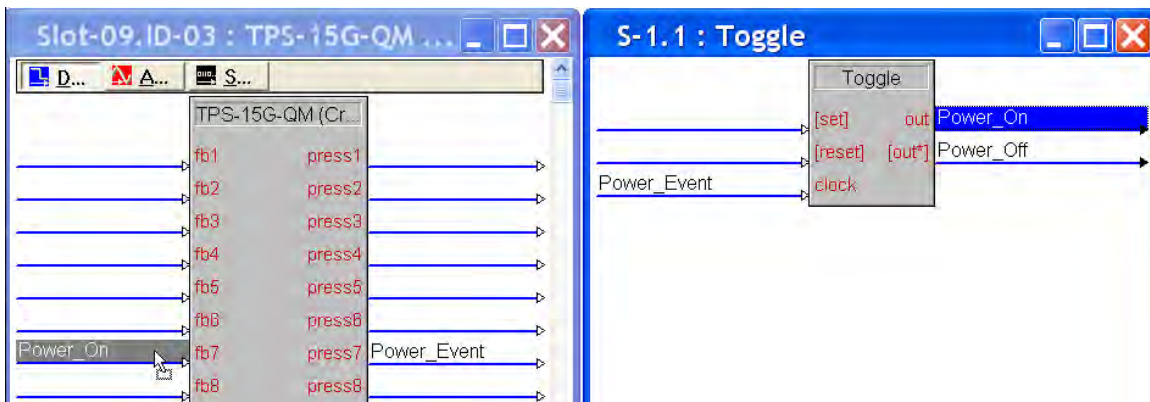 Slot-09.ID-03 : TPS-15G-QM ...
D... A... S...
TPS-15G-QM (Cr...
fb1 press1
fb2 press2
fb3 press3
fb4 press4
fb5 press5
fb6 press6
Power_On fb7 press7 Power_Event
fb8 press8
S-1.1 : Toggle
Toggle
[set] out Power_On
[reset] [out*] Power_Off
Power_Event clock